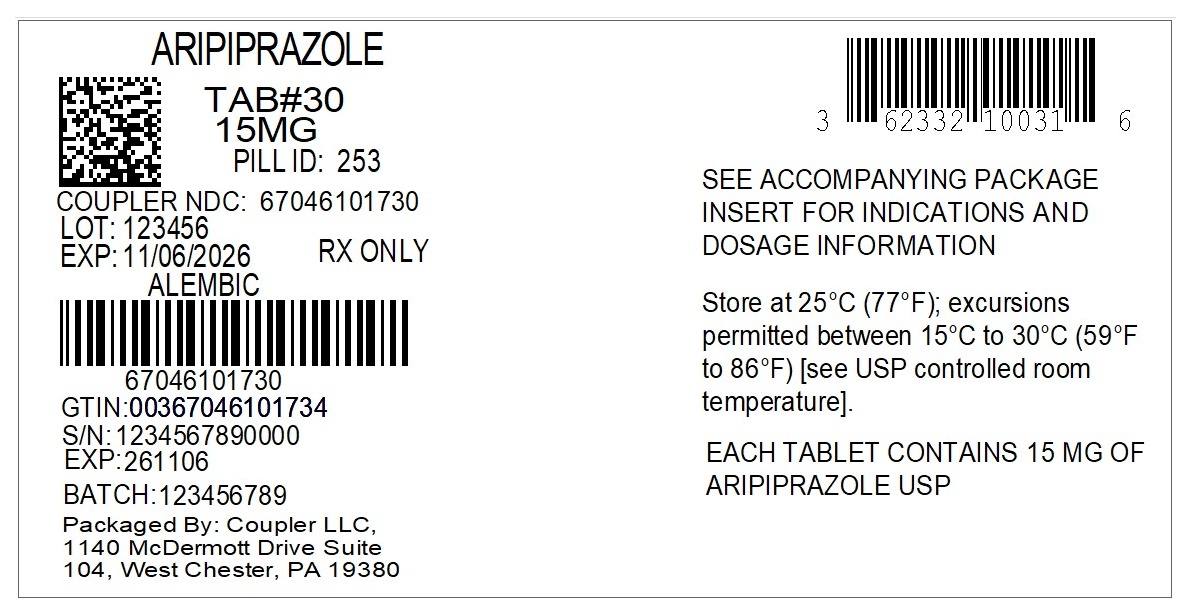 ARIPIPRAZOLE
TAB#30
15MG
PILL ID: 253
COUPLER NDC: 67046101730
LOT: 123456
EXP: 11/06/2026
RX ONLY
ALEMBIC
67046101730
GTIN:00367046101734
S/N: 1234567890000
EXP: 261106
BATCH: 123456789
Packaged By: Coupler LLC,
1140 McDermott Drive Suite
104, West Chester, PA 19380
3 62332 10031 6
SEE ACCOMPANYING PACKAGE
INSERT FOR INDICATIONS AND
DOSAGE INFORMATION
Store at 25°C (77°F); excursions
permitted between 15°C to 30°C (59°F
to 86°F) [see USP controlled room
temperature].
EACH TABLET CONTAINS 15 MG OF
ARIPIPRAZOLE USP